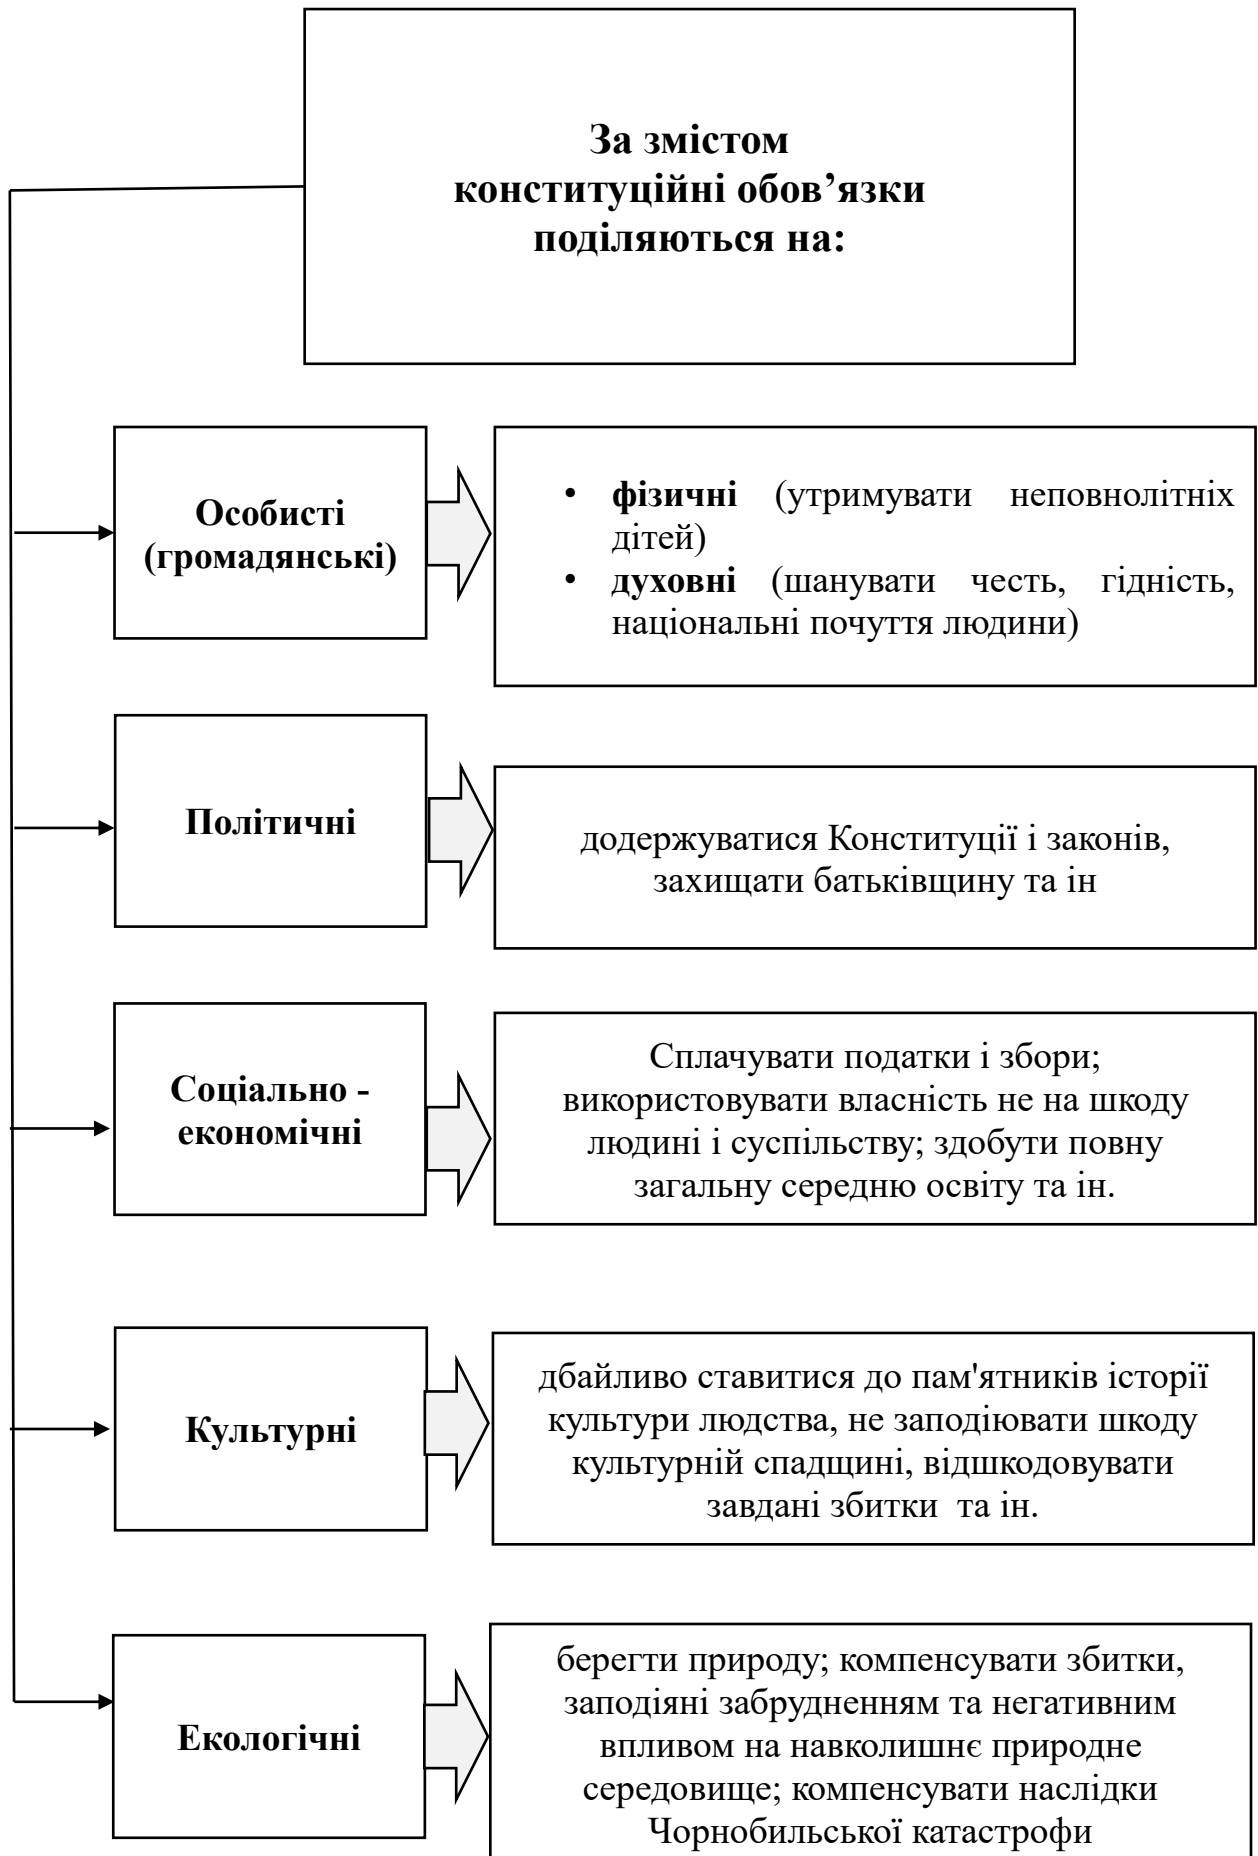 За змістом
конституційні обов’язки
поділяються на:
Особисті
(громадянські)
• фізичні (утримувати неповнолітніх
дітей)
• духовні (шанувати честь, гідність,
національні почуття людини)
Політичні
додержуватися Конституції і законів,
захищати батьківщину та ін
Соціально -
економічні
Сплачувати податки і збори;
використовувати власність не на шкоду
людині і суспільству; здобути повну
загальну середню освіту та ін.
Культурні
дбайливо ставитися до пам'ятників історії
культури людства, не заподіювати шкоду
культурній спадщині, відшкодовувати
завдані збитки  та ін.
Екологічні
берегти природу; компенсувати збитки,
заподіяні забрудненням та негативним
впливом на навколишнє природне
середовище; компенсувати наслідки
Чорнобильської катастрофи